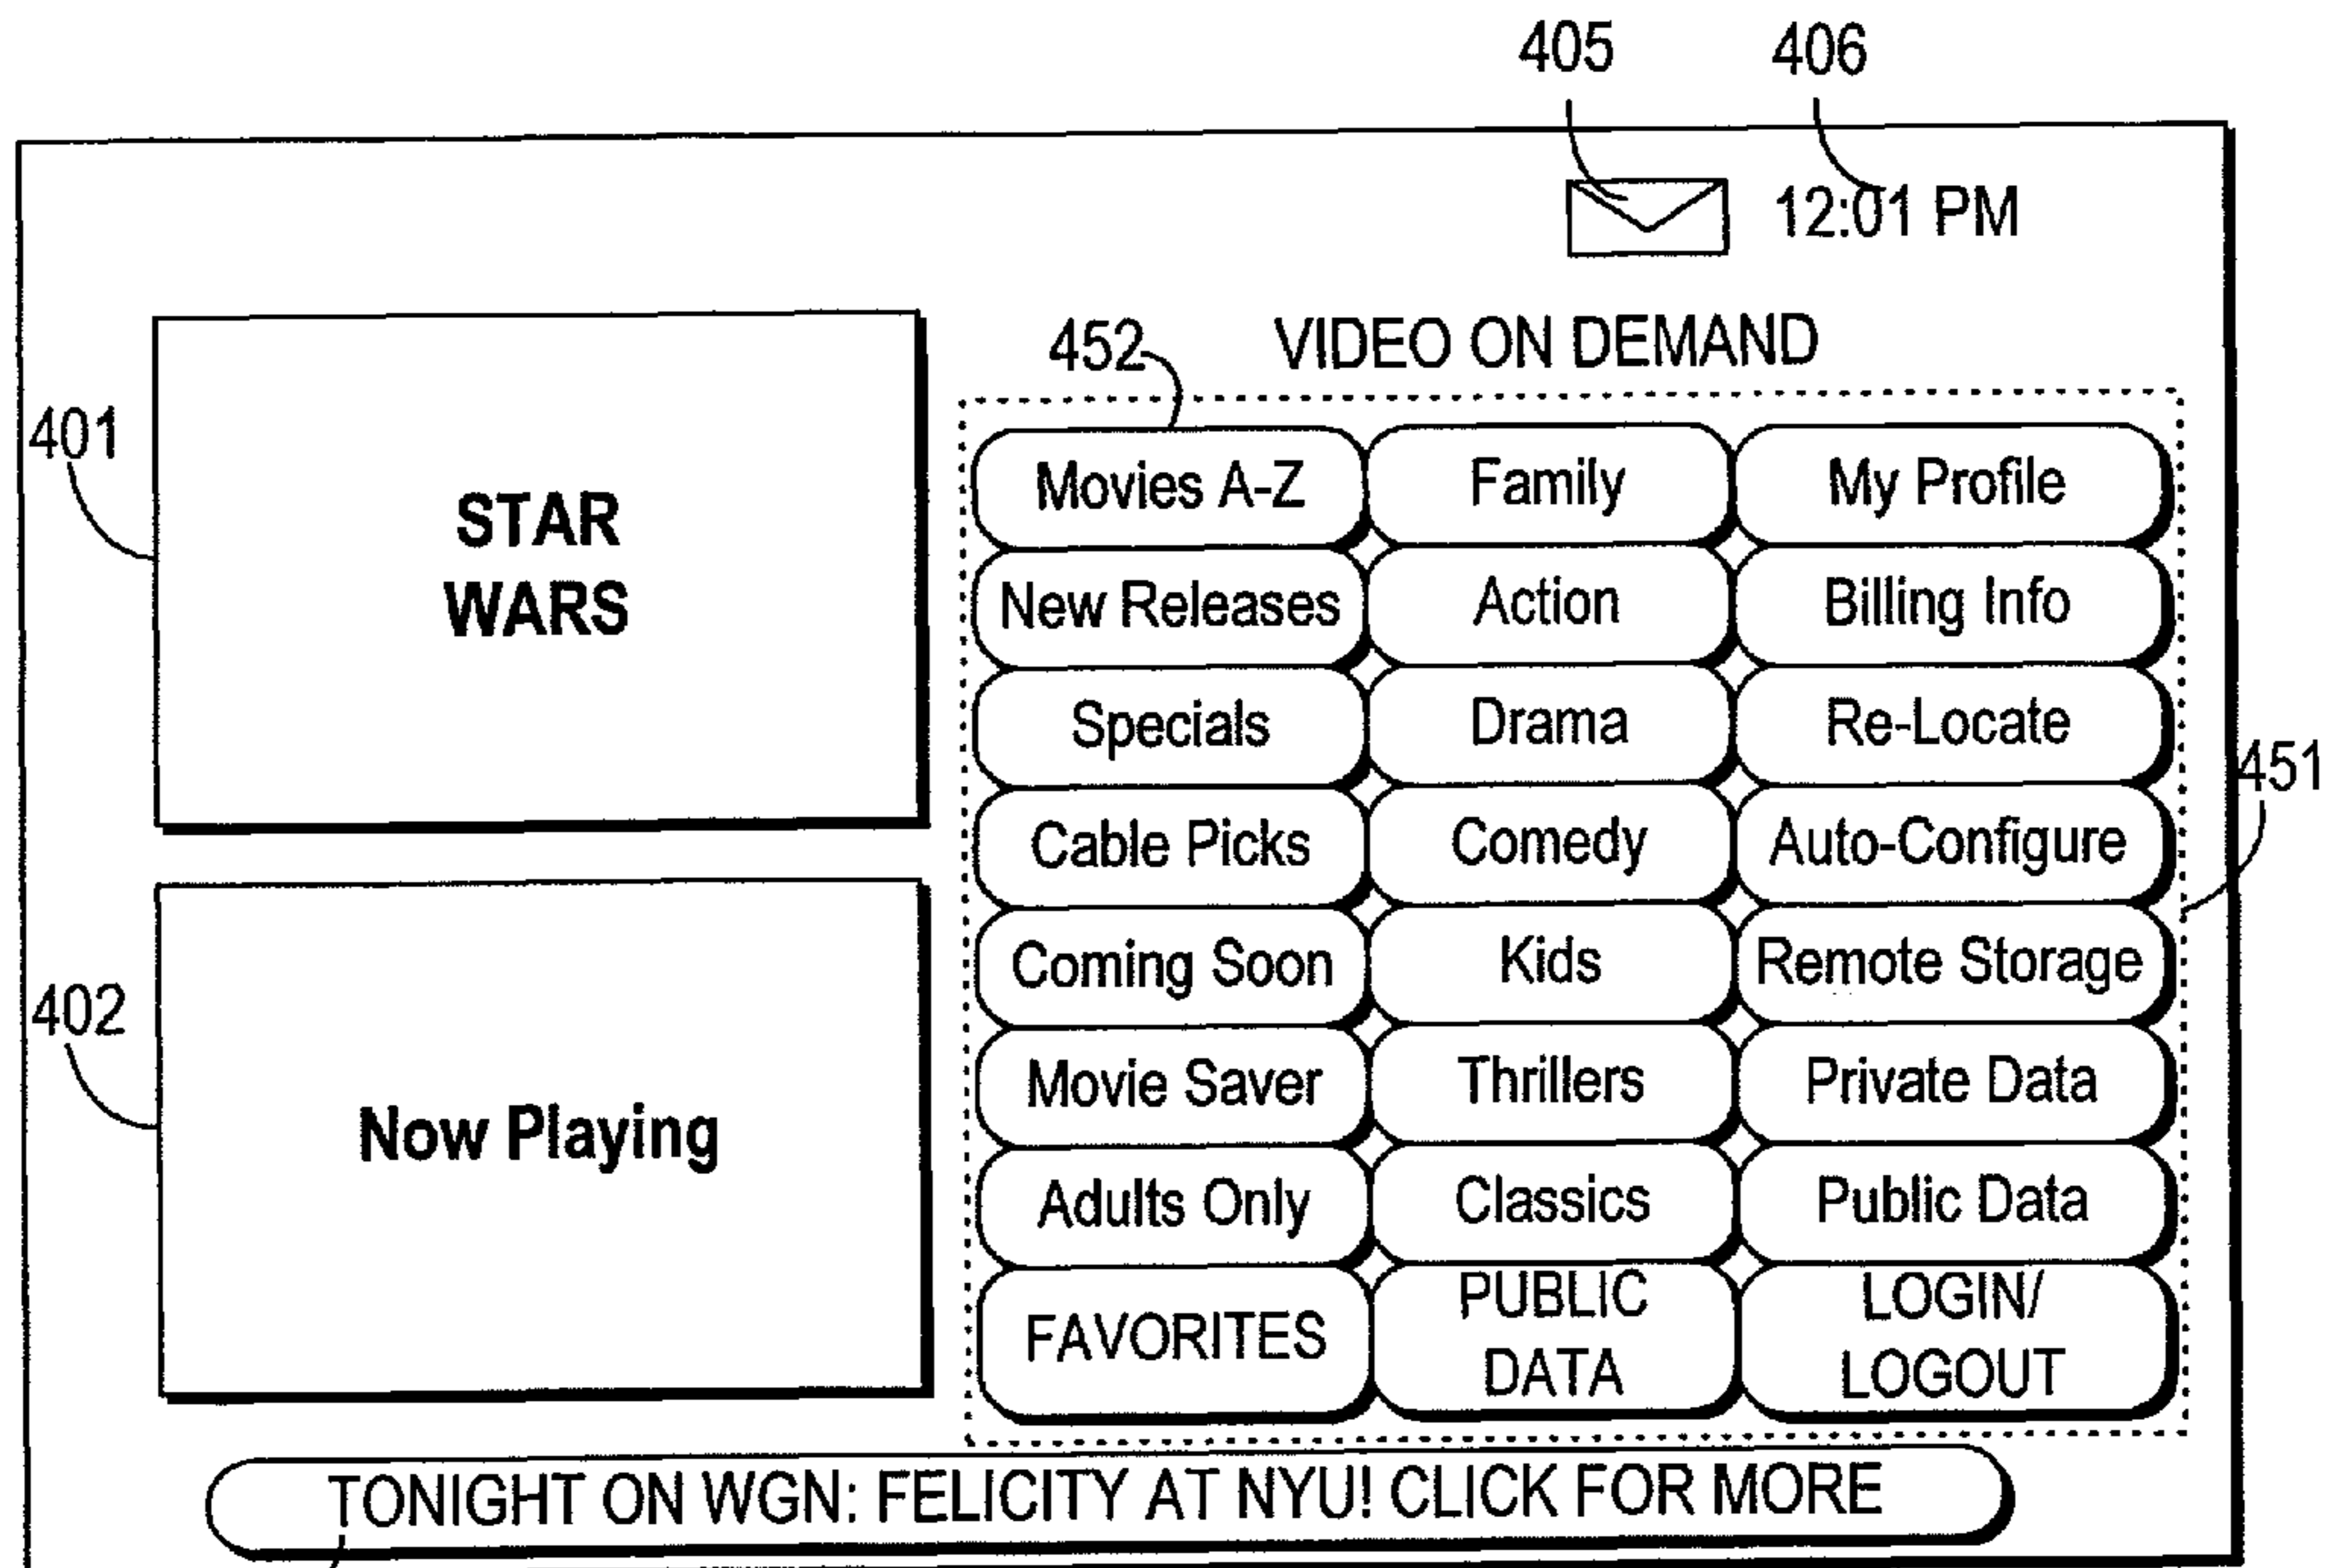 405 406
12:01 PM
452 VIDEO ON DEMAND
401
STAR
WARS
402
Now Playing
Movies A-Z Family My Profile
New Releases Action Billing Info
Specials Drama Re-Locate
451
Cable Picks Comedy Auto-Configure
Coming Soon Kids Remote Storage
Movie Saver Thrillers Private Data
Adults Only Classics Public Data
FAVORITES PUBLIC DATA LOGIN/ LOGOUT
TONIGHT ON WGN: FELICITY AT NYU! CLICK FOR MORE